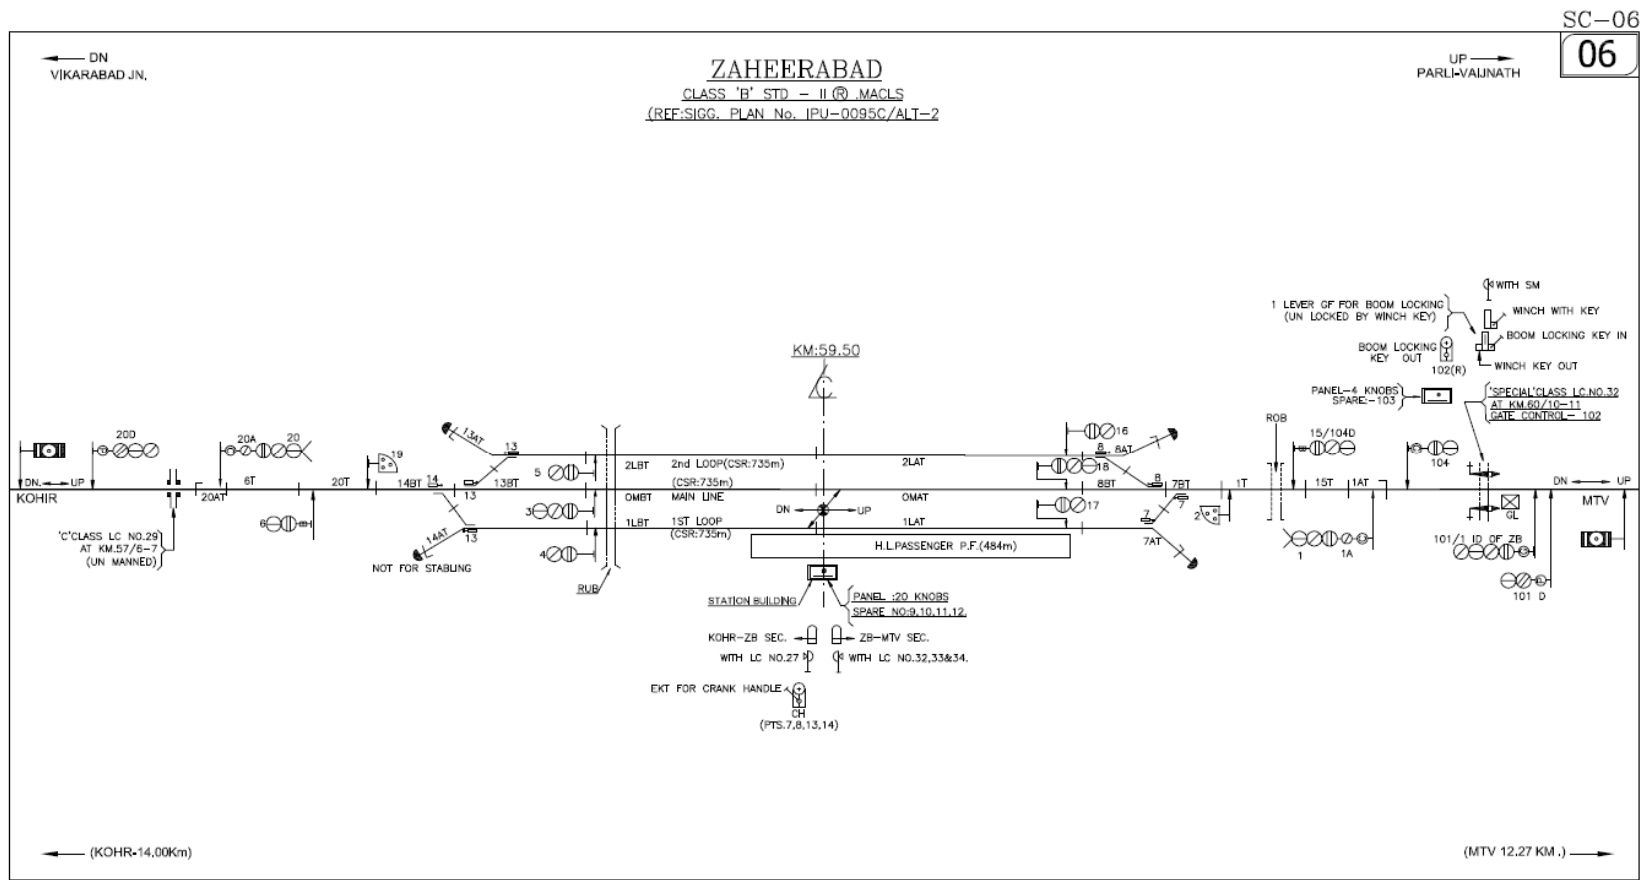 SC-06
06
DN
VIKARABAD JN.
UP
PARLI-VAIJNATH
ZAHEERABAD
CLASS 'B' STD - II Ⓡ .MACLS
(REF:SIGG. PLAN No. IPU-0095C/ALT-2
WITH SM
1 LEVER GF FOR BOOM LOCKING
(UN LOCKED BY WINCH KEY)
WINCH WITH KEY
BOOM LOCKING KEY IN
BOOM LOCKING
KEY OUT
102(R)
WINCH KEY OUT
KM:59.50
C
PANEL-4 KNOBS
SPARE:-103
'SPECIAL'CLASS LC.NO.32
AT KM.60/10-11
GATE CONTROL- 102
ROB
20D
20A
20
19
13AT
13
5
2LBT
2nd LOOP(CSR:735m)
2LAT
16
8
8AT
18
15/104D
104
DN
UP
KOHIR
20AT
6T
20T
14BT
14
13
13BT
(CSR:735m)
OMBT
MAIN LINE
OMAT
8BT
8
7BT
7
1T
15T
1AT
DN
UP
MTV
6
3
DN
UP
17
2
GL
14AT
13
1LBT
1ST LOOP
(CSR:735m)
1LAT
7
7AT
'C'CLASS LC NO.29
AT KM.57/6-7
(UN MANNED)
NOT FOR STABLING
4
H.L.PASSENGER P.F.(484m)
1
1A
101/1 ID OF ZB
101 D
RUB
STATION BUILDING
PANEL :20 KNOBS
SPARE NO:9,10,11,12.
KOHR-ZB SEC.
ZB-MTV SEC.
WITH LC NO.27
WITH LC NO.32,33&34.
EKT FOR CRANK HANDLE
CH
(PTS.7,8,13,14)
(KOHR-14.00Km)
(MTV 12.27 KM.)